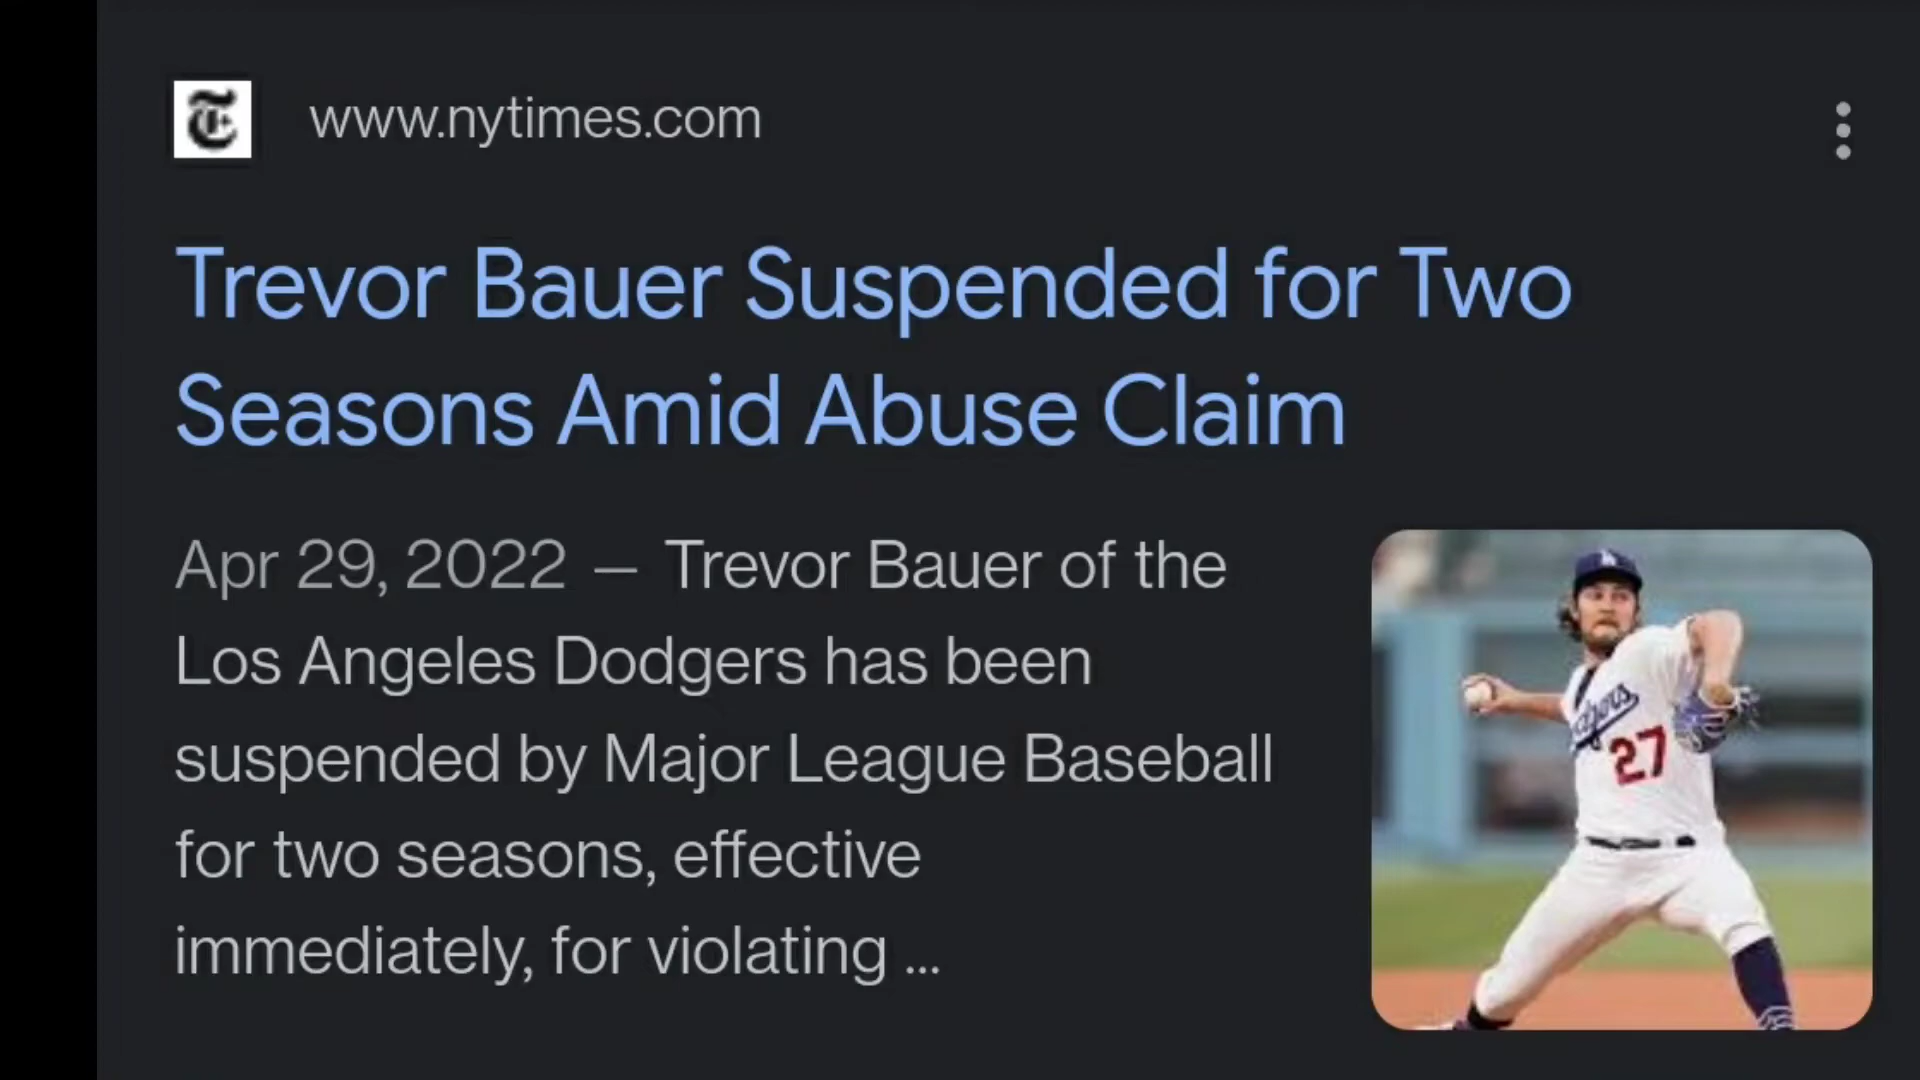 www.nytimes.com
Trevor Bauer Suspended for Two
Seasons Amid Abuse Claim
Apr 29, 2022 — Trevor Bauer of the
Los Angeles Dodgers has been
suspended by Major League Baseball
for two seasons, effective
immediately, for violating ...
Dodgers
27